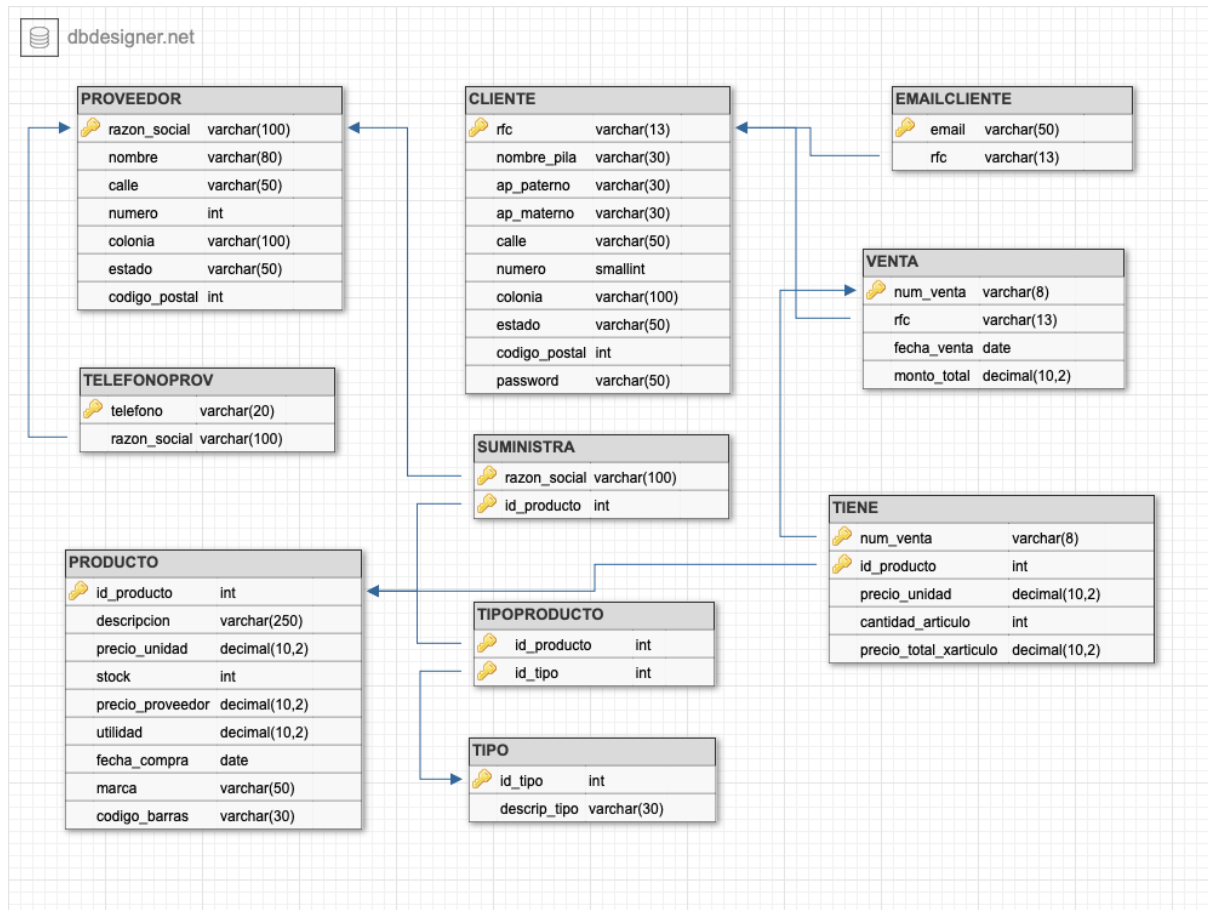 dbdesigner.net
PROVEEDOR
razon_social varchar(100)
nombre varchar(80)
calle varchar(50)
numero int
colonia varchar(100)
estado varchar(50)
codigo_postal int
CLIENTE
rfc varchar(13)
nombre_pila varchar(30)
ap_paterno varchar(30)
ap_materno varchar(30)
calle varchar(50)
numero smallint
colonia varchar(100)
estado varchar(50)
codigo_postal int
password varchar(50)
EMAILCLIENTE
email varchar(50)
rfc varchar(13)
VENTA
num_venta varchar(8)
rfc varchar(13)
fecha_venta date
monto_total decimal(10,2)
TELEFONOPROV
telefono varchar(20)
razon_social varchar(100)
SUMINISTRA
razon_social varchar(100)
id_producto int
TIENE
num_venta varchar(8)
id_producto int
precio_unidad decimal(10,2)
cantidad_articulo int
precio_total_xarticulo decimal(10,2)
PRODUCTO
id_producto int
descripcion varchar(250)
precio_unidad decimal(10,2)
stock int
precio_proveedor decimal(10,2)
utilidad decimal(10,2)
fecha_compra date
marca varchar(50)
codigo_barras varchar(30)
TIPOPRODUCTO
id_producto int
id_tipo int
TIPO
id_tipo int
descrip_tipo varchar(30)